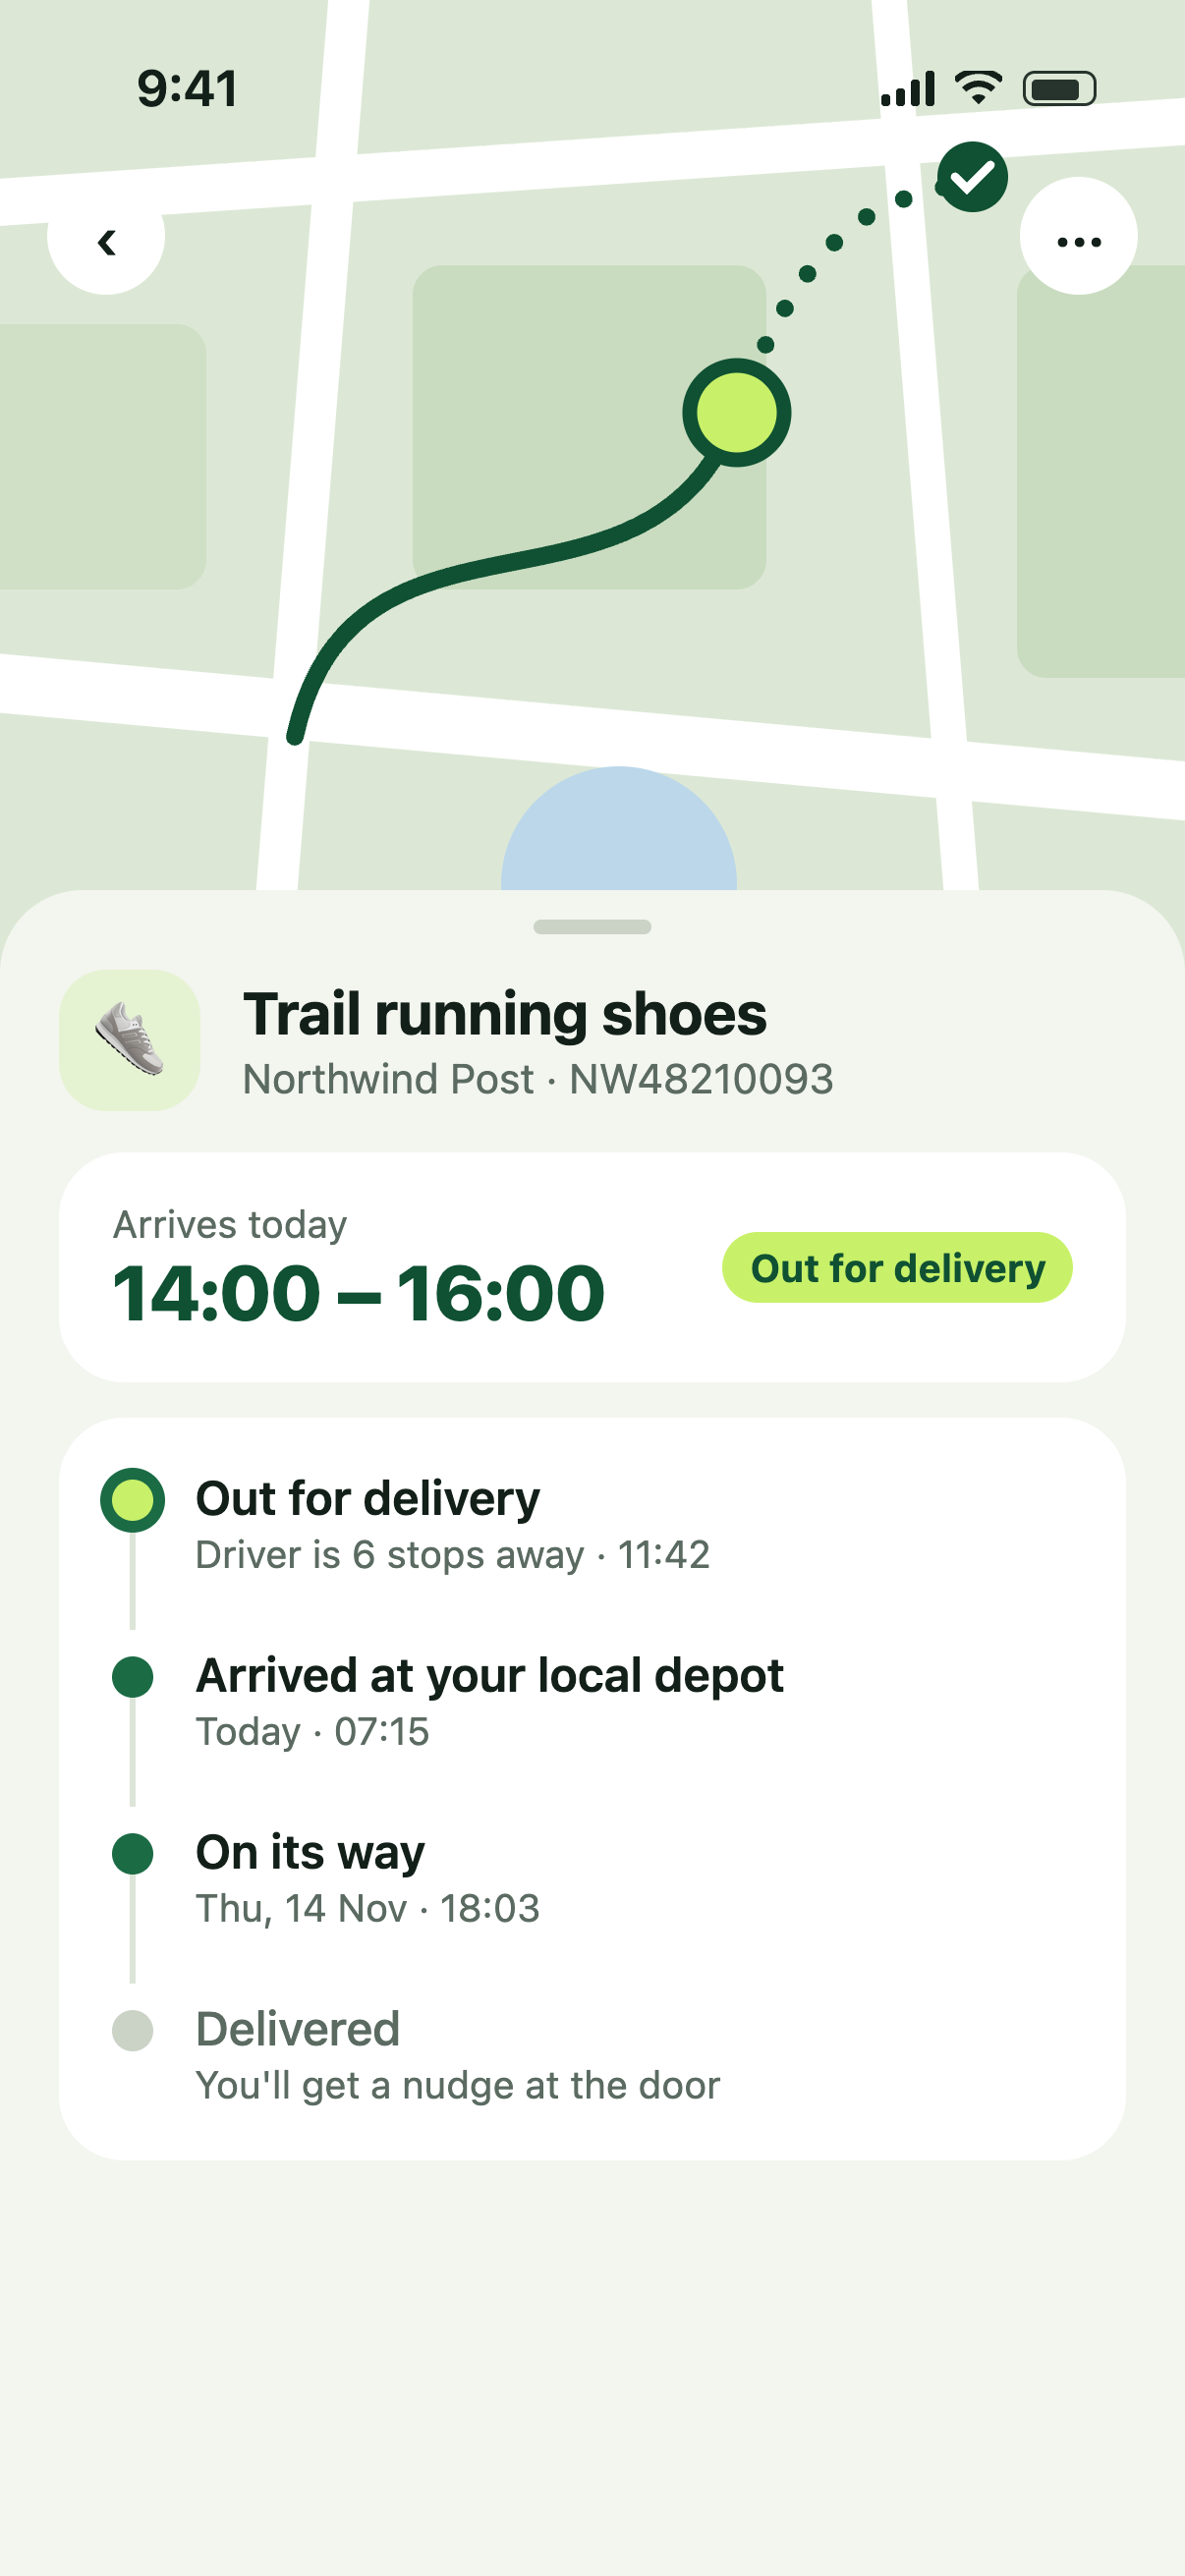 9:41
‹
Trail running shoes
Northwind Post · NW48210093
Arrives today
14:00 – 16:00
Out for delivery
Out for delivery
Driver is 6 stops away · 11:42
Arrived at your local depot
Today · 07:15
On its way
Thu, 14 Nov · 18:03
Delivered
You'll get a nudge at the door